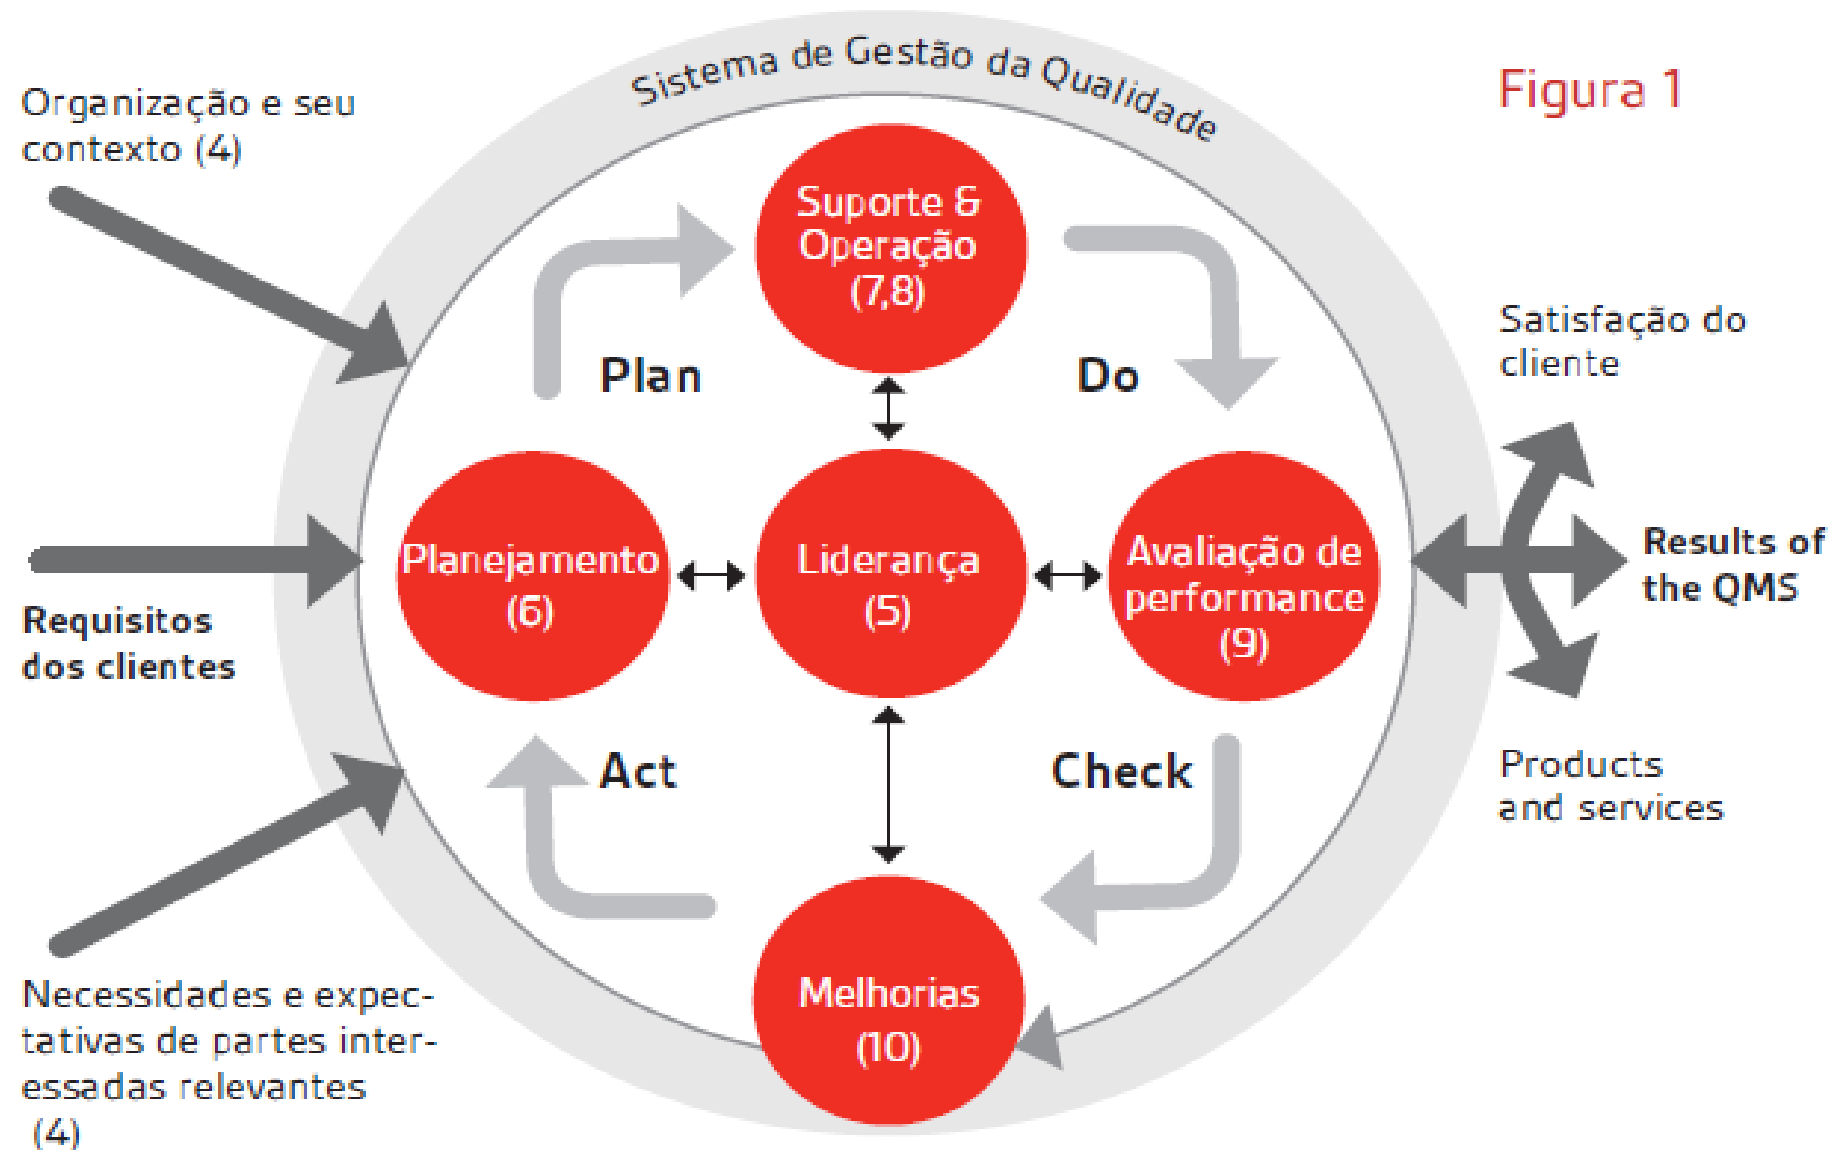 Sistema de Gestão da Qualidade
Figura 1
Organização e seu
contexto (4)
Suporte &
Operação
(7,8)
Plan
Do
Satisfação do
cliente
Requisitos
dos clientes
Planejamento
(6)
Liderança
(5)
Avaliação de
performance
(9)
Results of
the QMS
Act
Check
Products
and services
Necessidades e expec-
tativas de partes inter-
essadas relevantes
(4)
Melhorias
(10)